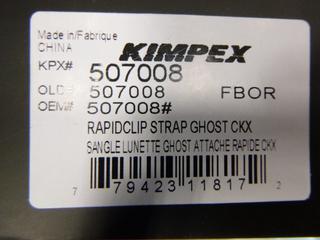 Made in/Fabrique
CHINA
KIMPEX
KPX# 507008
OLD# 507008 FBOR
OEM# 507008#
RAPIDCLIP STRAP GHOST CKX
SANGLE LUNETTE GHOST ATTACHE RAPIDE CKX
7 79423 11817 2